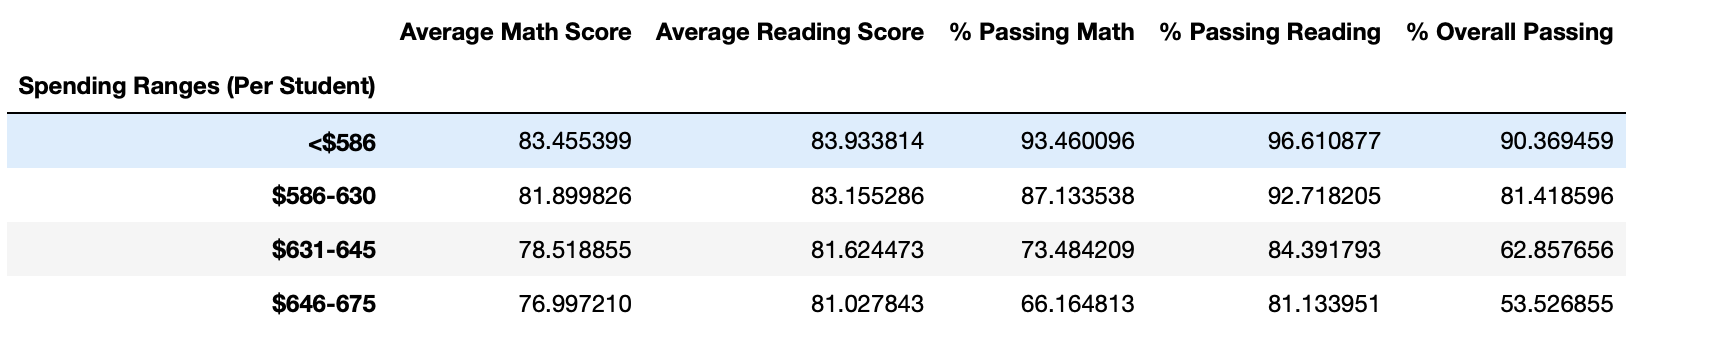 Average Math Score Average Reading Score % Passing Math % Passing Reading % Overall Passing
Spending Ranges (Per Student)
<$586 83.455399 83.933814 93.460096 96.610877 90.369459
$586-630 81.899826 83.155286 87.133538 92.718205 81.418596
$631-645 78.518855 81.624473 73.484209 84.391793 62.857656
$646-675 76.997210 81.027843 66.164813 81.133951 53.526855